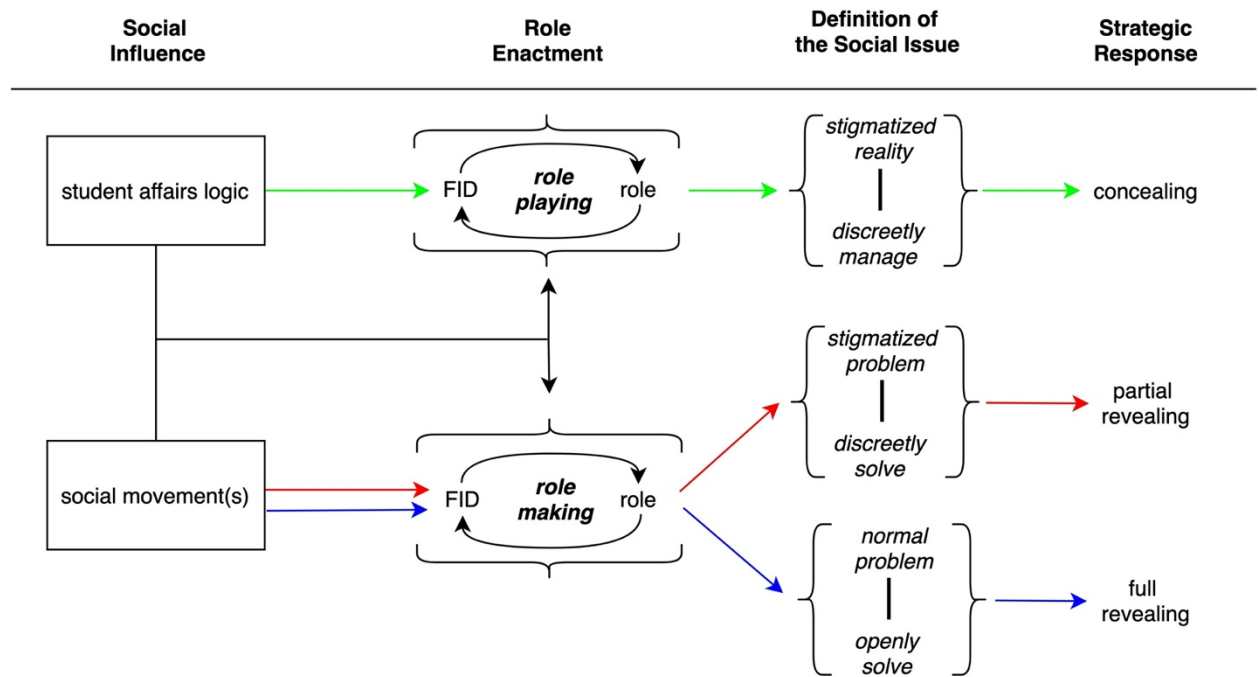 Social
Influence
Role
Enactment
Definition of
the Social Issue
Strategic
Response
student affairs logic
FID
role
playing
role
stigmatized
reality
discreetly
manage
concealing
stigmatized
problem
discreetly
solve
partial
revealing
social movement(s)
FID
role
making
role
normal
problem
openly
solve
full
revealing